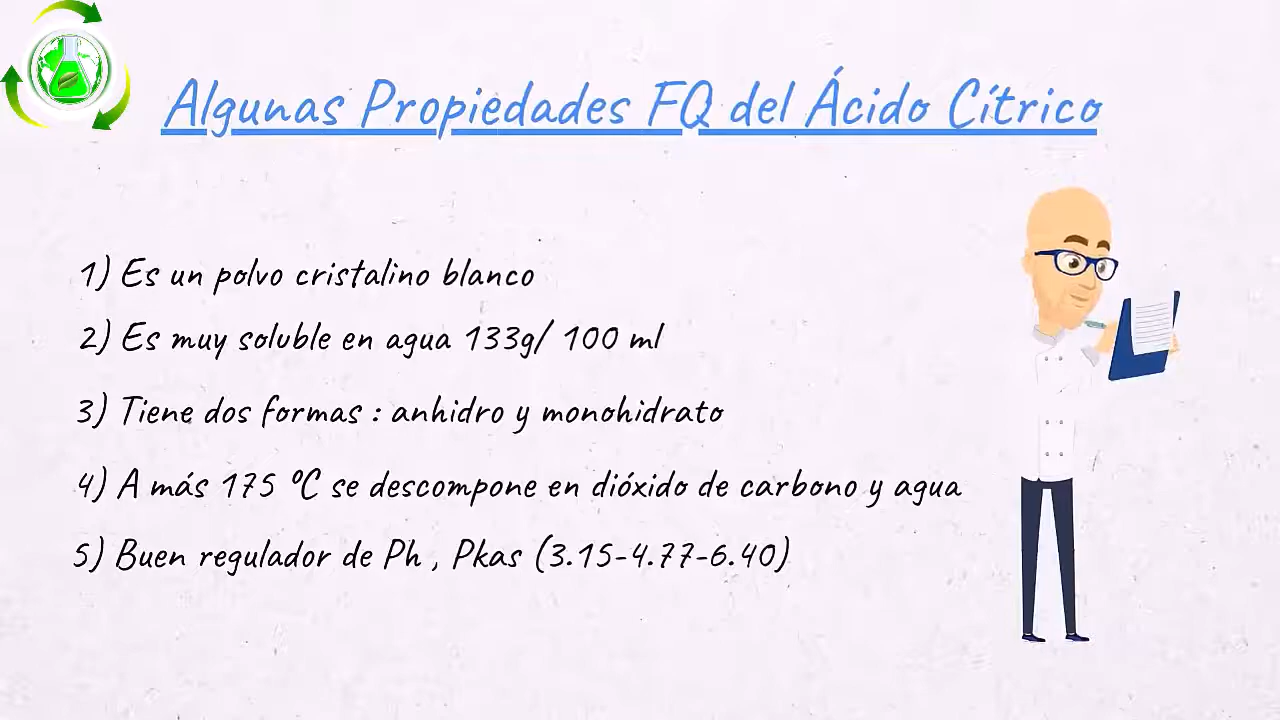 Algunas Propiedades FQ del Ácido Cítrico
1) Es un polvo cristalino blanco
2) Es muy soluble en agua 133g/ 100 ml
3) Tiene dos formas : anhidro y monohidrato
4) A más 175 ºC se descompone en dióxido de carbono y agua
5) Buen regulador de Ph , Pkas (3.15-4.77-6.40)